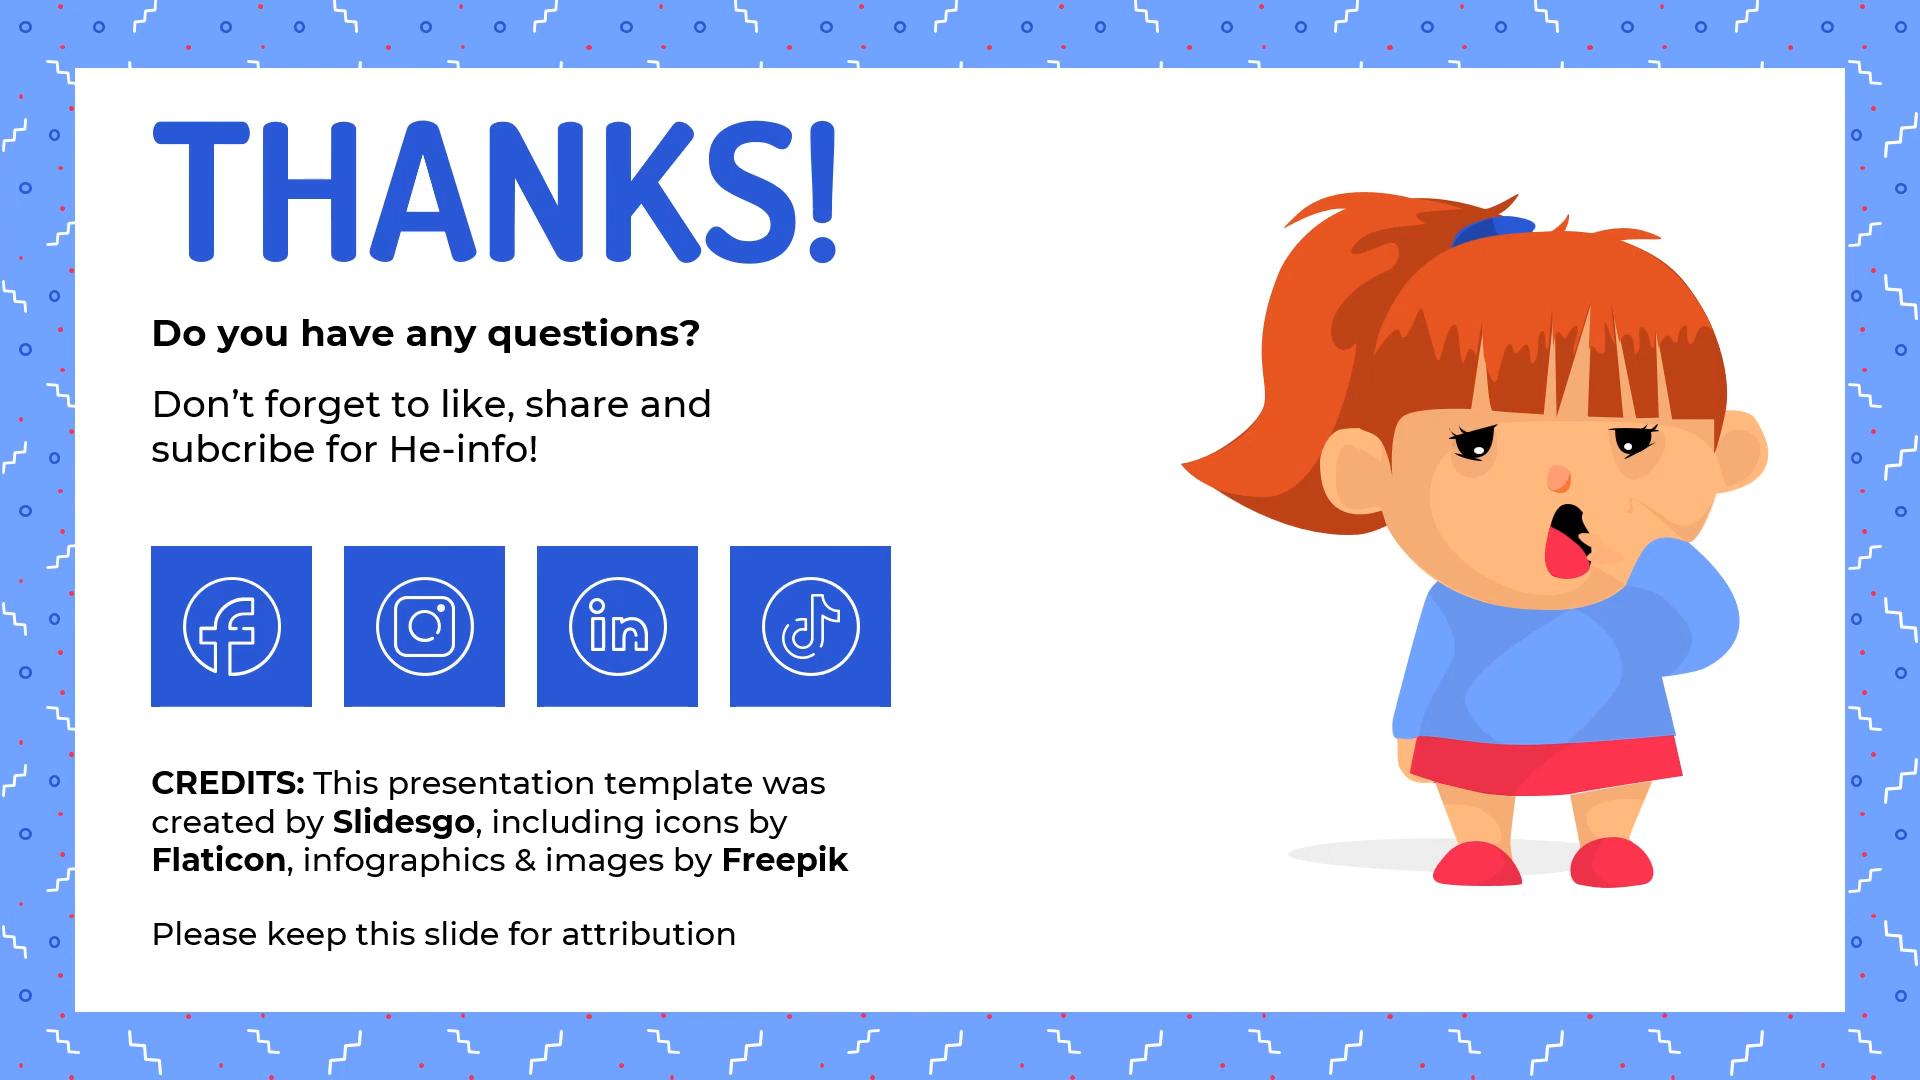 THANKS!
Do you have any questions?
Don’t forget to like, share and
subcribe for He-info!
in
CREDITS: This presentation template was
created by Slidesgo, including icons by
Flaticon, infographics & images by Freepik
Please keep this slide for attribution